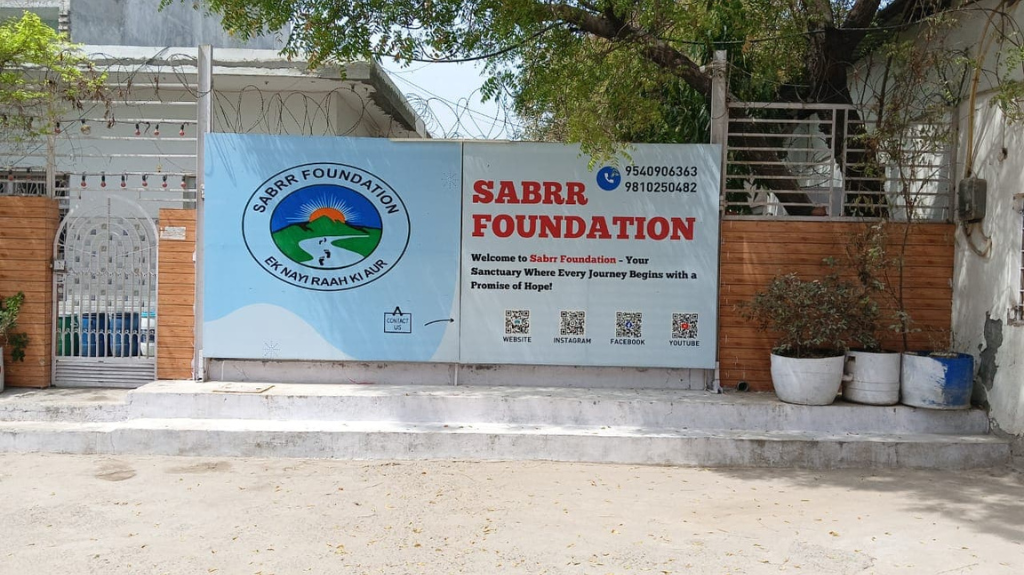 SABRR FOUNDATION
EK NAYI RAAH KI AUR
CONTACT
US
9540906363
9810250482
SABRR
FOUNDATION
Welcome to Sabrr Foundation - Your
Sanctuary Where Every Journey Begins with a
Promise of Hope!
WEBSITE INSTAGRAM FACEBOOK YOUTUBE